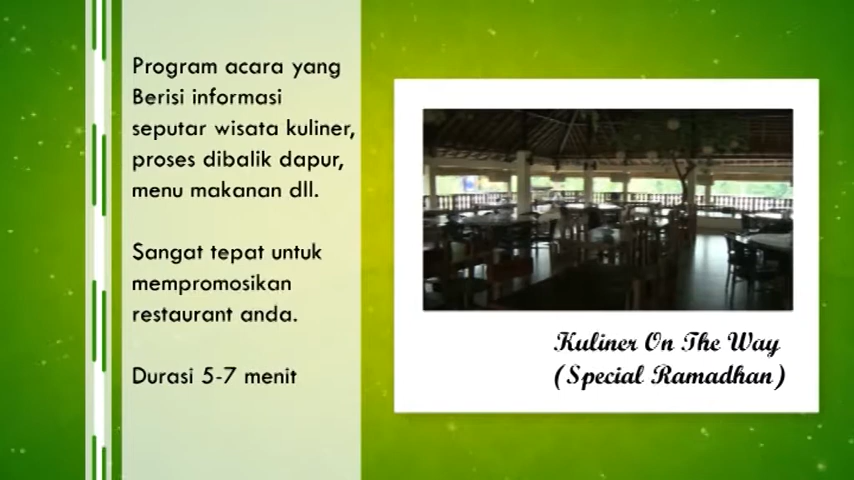 Program acara yang
Berisi informasi
seputar wisata kuliner,
proses dibalik dapur,
menu makanan dll.
Sangat tepat untuk
mempromosikan
restaurant anda.
Durasi 5-7 menit
Kuliner On The Way
(Special Ramadhan)